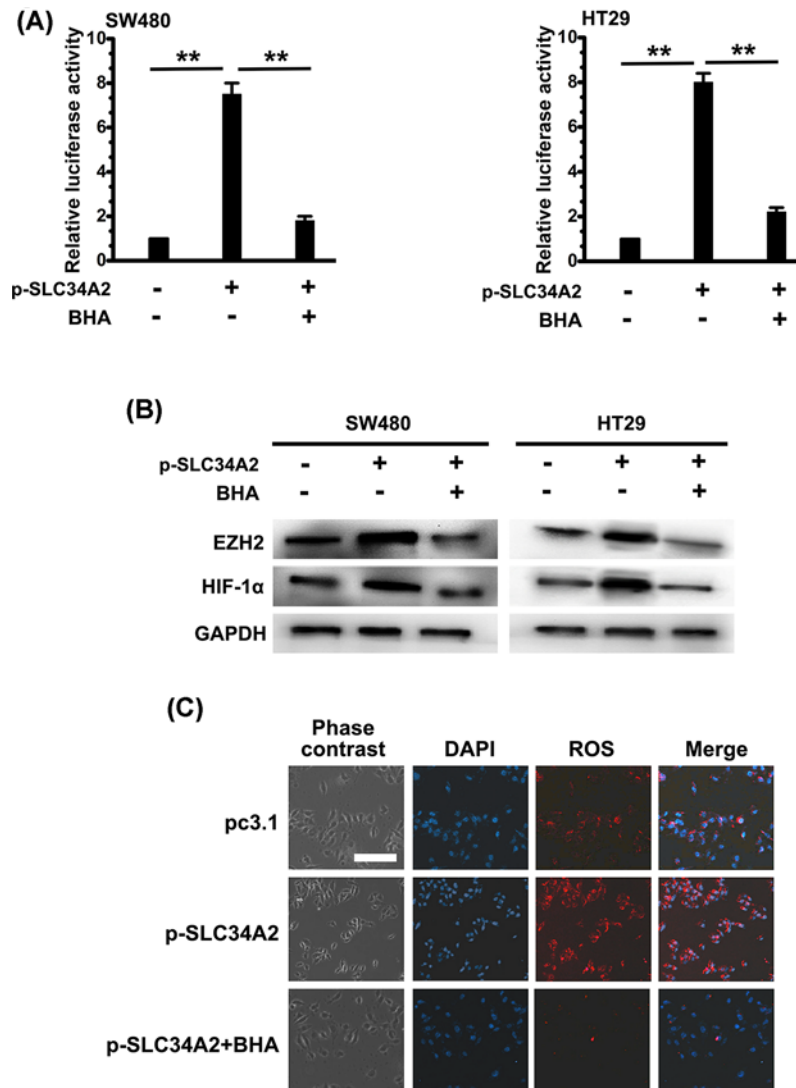 (A)
SW480
Relative luciferase activity
10
8
6
4
2
0
** **
p-SLC34A2 - + +
BHA - - +
HT29
Relative luciferase activity
10
8
6
4
2
0
** **
p-SLC34A2 - + +
BHA - - +
(B)
SW480 HT29
p-SLC34A2 - + + - + +
BHA - - + - - +
EZH2
HIF-1α
GAPDH
(C)
Phase contrast DAPI ROS Merge
pc3.1
p-SLC34A2
p-SLC34A2+BHA